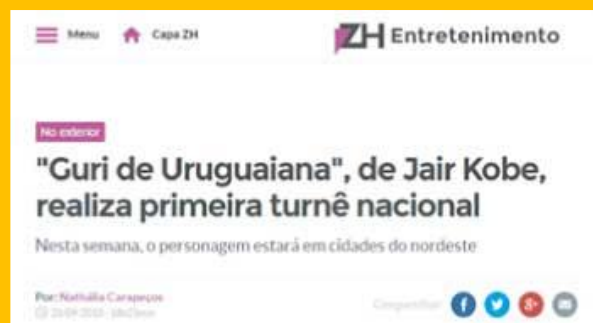 Menu Capa ZH ZH Entretenimento
No exterior
"Guri de Uruguaiana", de Jair Kobe,
realiza primeira turnê nacional
Nesta semana, o personagem estará em cidades do nordeste
Por: Nathália Carapeços
Compartilhar